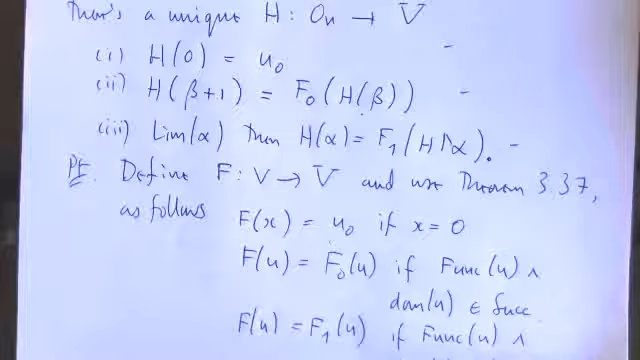 There's a unique H : On → V
(i) H(0) = u₀
(ii) H(β+1) = F₀(H(β))
(iii) Lim(α) then H(α) = F₁(H↾α).
Pf. Define F : V → V and use Theorem 3.37,
as follows F(x) = u₀ if x = 0
F(u) = F₀(u) if Func(u) ∧
dom(u) ∈ Succ
F(u) = F₁(u) if Func(u) ∧